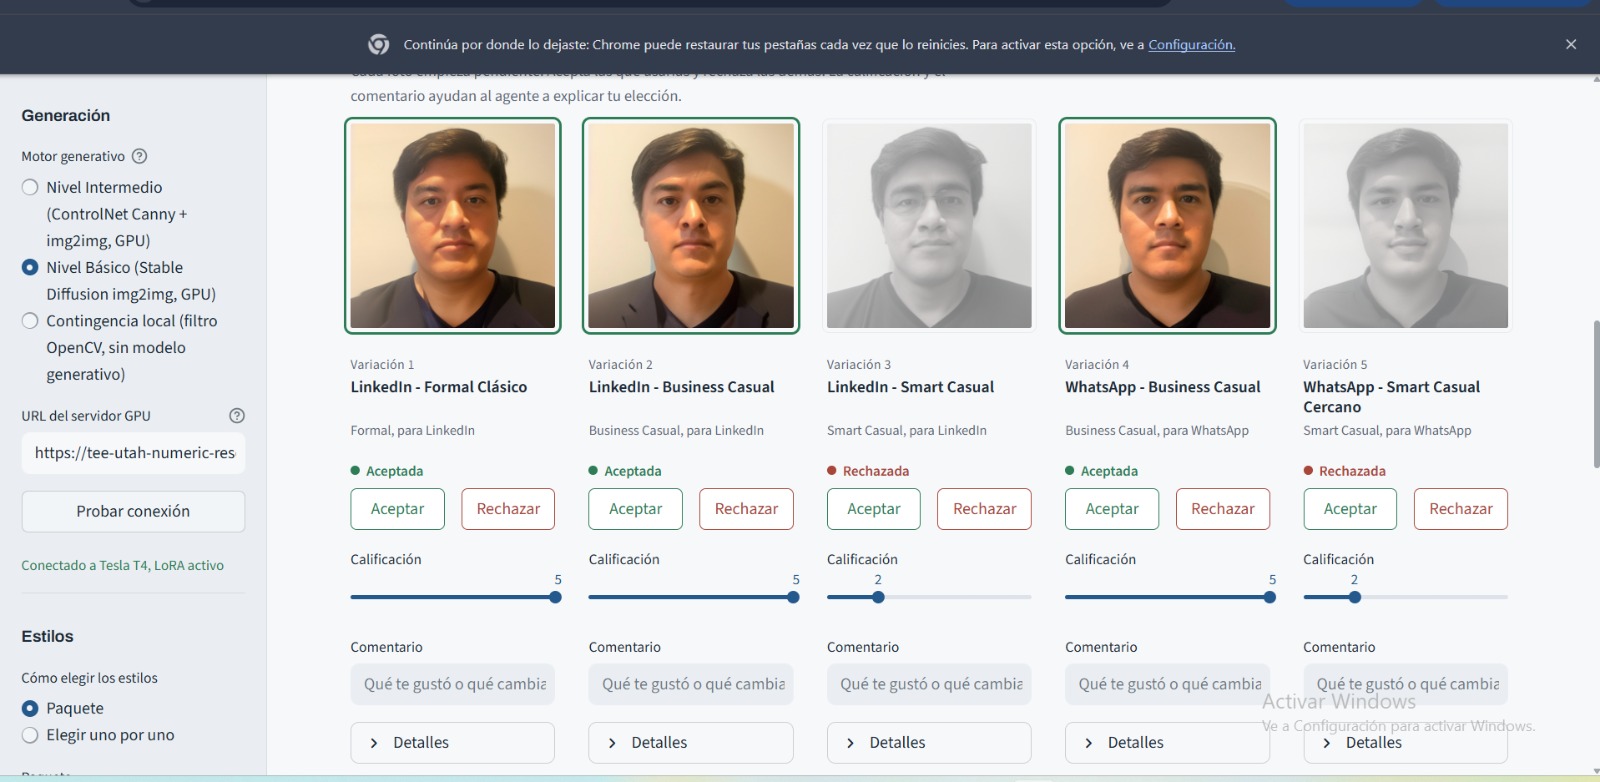 Continúa por donde lo dejaste: Chrome puede restaurar tus pestañas cada vez que lo reinicies. Para activar esta opción, ve a Configuración.
comentario ayudan al agente a explicar tu elección.
Generación
Motor generativo
Nivel Intermedio
(ControlNet Canny +
img2img, GPU)
Nivel Básico (Stable
Diffusion img2img, GPU)
Contingencia local (filtro
OpenCV, sin modelo
generativo)
URL del servidor GPU
https://tee-utah-numeric-res
Probar conexión
Conectado a Tesla T4, LoRA activo
Estilos
Cómo elegir los estilos
Paquete
Elegir uno por uno
Variación 1
LinkedIn - Formal Clásico
Formal, para LinkedIn
Aceptada
Aceptar Rechazar
Calificación
5
Comentario
Qué te gustó o qué cambia
Detalles
Variación 2
LinkedIn - Business Casual
Business Casual, para LinkedIn
Aceptada
Aceptar Rechazar
Calificación
5
Comentario
Qué te gustó o qué cambia
Detalles
Variación 3
LinkedIn - Smart Casual
Smart Casual, para LinkedIn
Rechazada
Aceptar Rechazar
Calificación
2
Comentario
Qué te gustó o qué cambia
Detalles
Variación 4
WhatsApp - Business Casual
Business Casual, para WhatsApp
Aceptada
Aceptar Rechazar
Calificación
5
Comentario
Qué te gustó o qué cambia
Detalles
Variación 5
WhatsApp - Smart Casual
Cercano
Smart Casual, para WhatsApp
Rechazada
Aceptar Rechazar
Calificación
2
Comentario
Qué te gustó o qué cambia
Detalles
Activar Windows
Ve a Configuración para activar Windows.